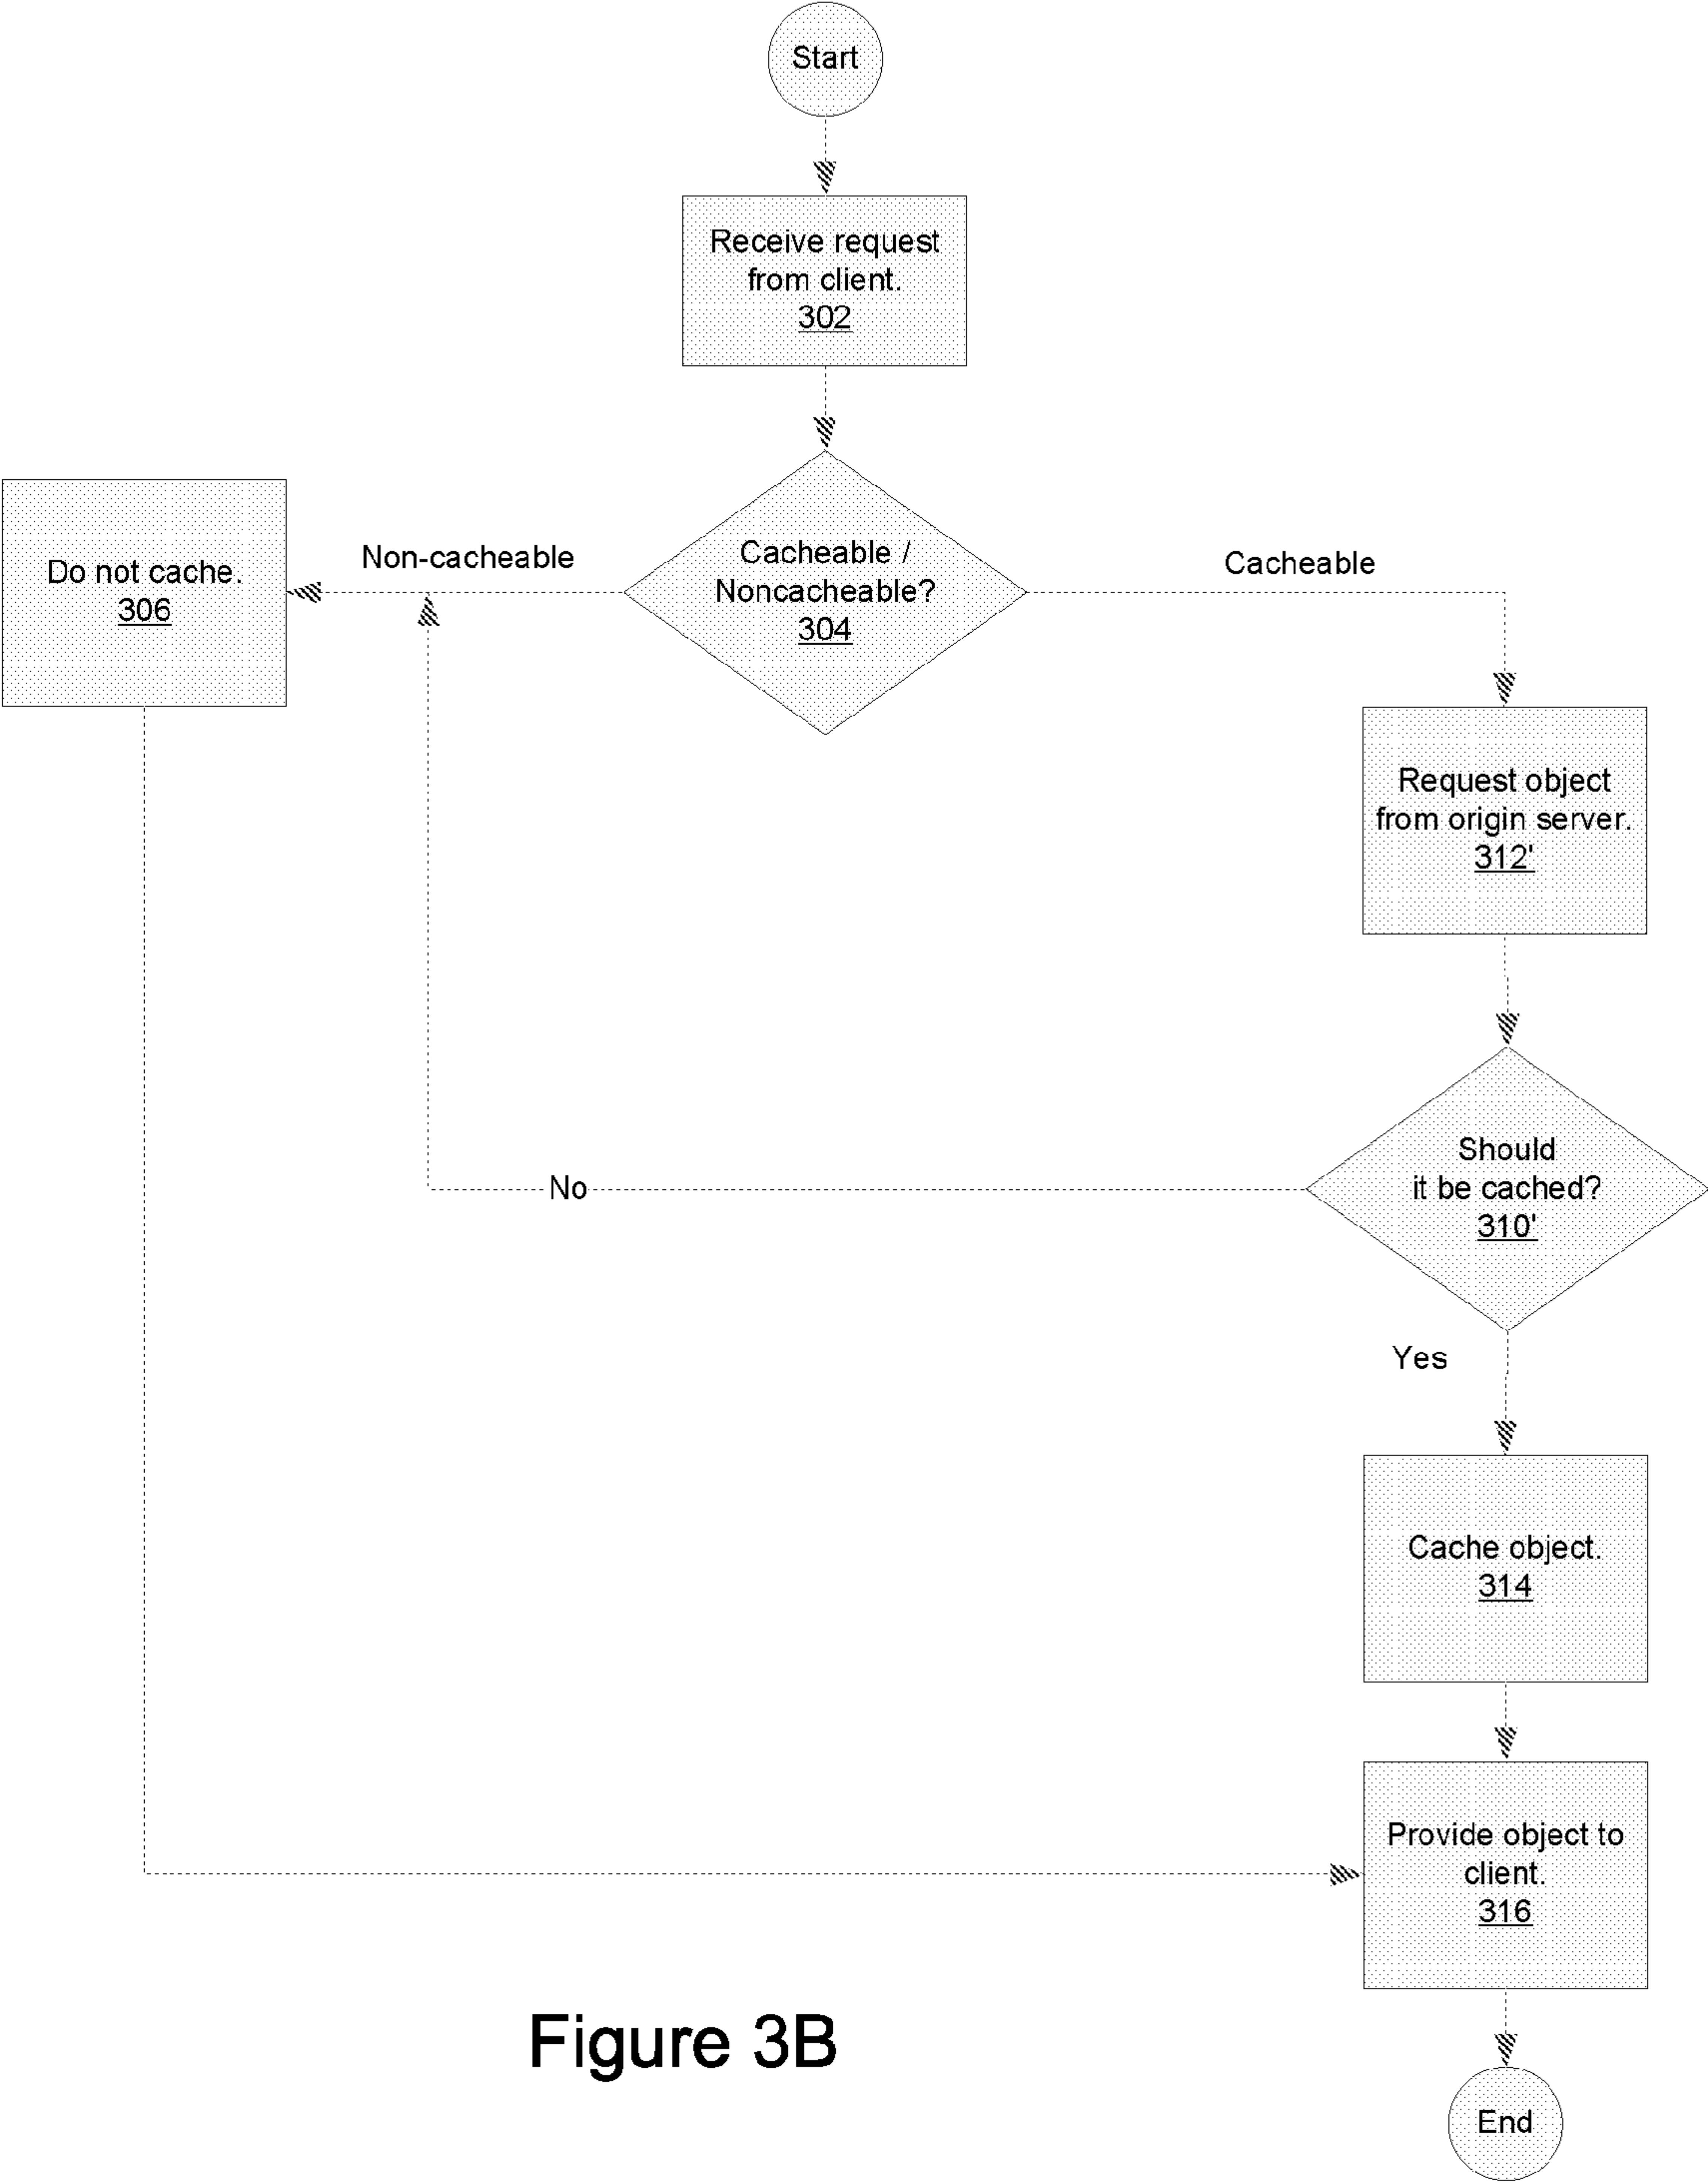 Start
Receive request
from client.
302
Cacheable /
Noncacheable?
304
Non-cacheable
Cacheable
Do not cache.
306
Request object
from origin server.
312'
Should
it be cached?
310'
No
Yes
Cache object.
314
Provide object to
client.
316
End
Figure 3B